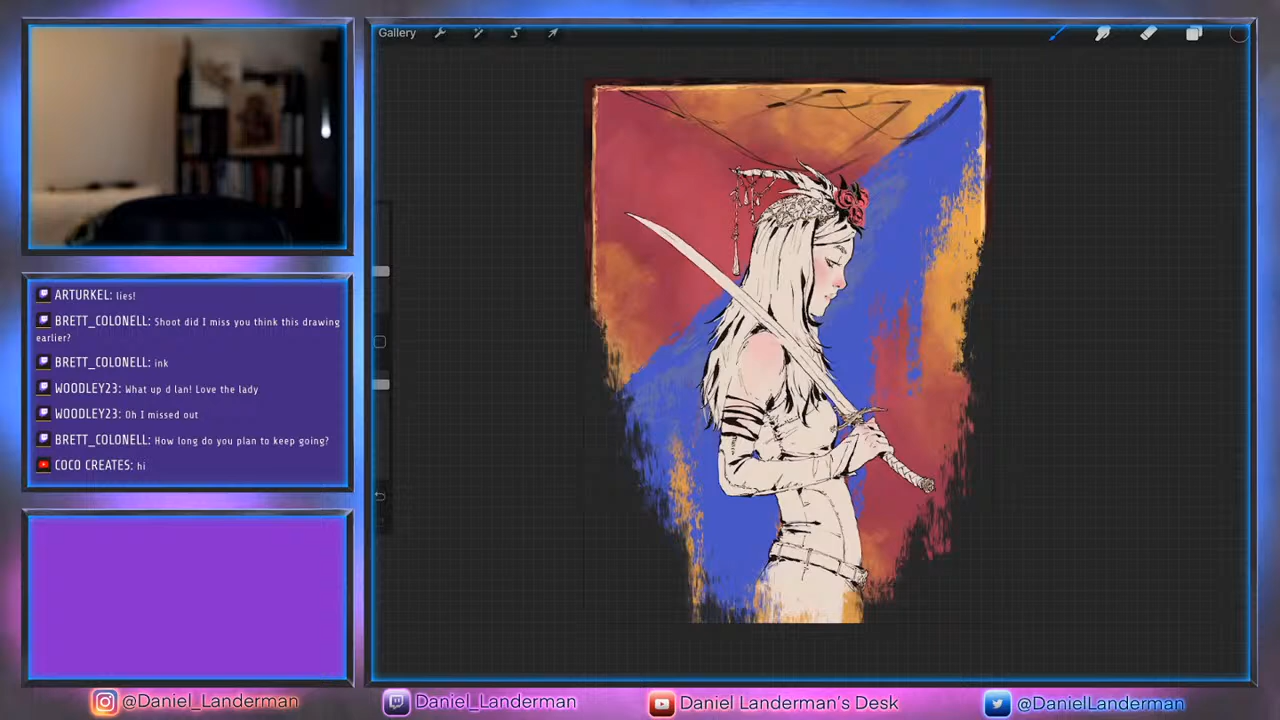 Gallery
ARTURKEL: lies!
BRETT_COLONELL: Shoot did I miss you think this drawing
earlier?
BRETT_COLONELL: ink
WOODLEY23: What up d lan! Love the lady
WOODLEY23: Oh I missed out
BRETT_COLONELL: How long do you plan to keep going?
COCO CREATES: hi
@Daniel_Landerman
Daniel_Landerman
Daniel Landerman's Desk
@DanielLanderman